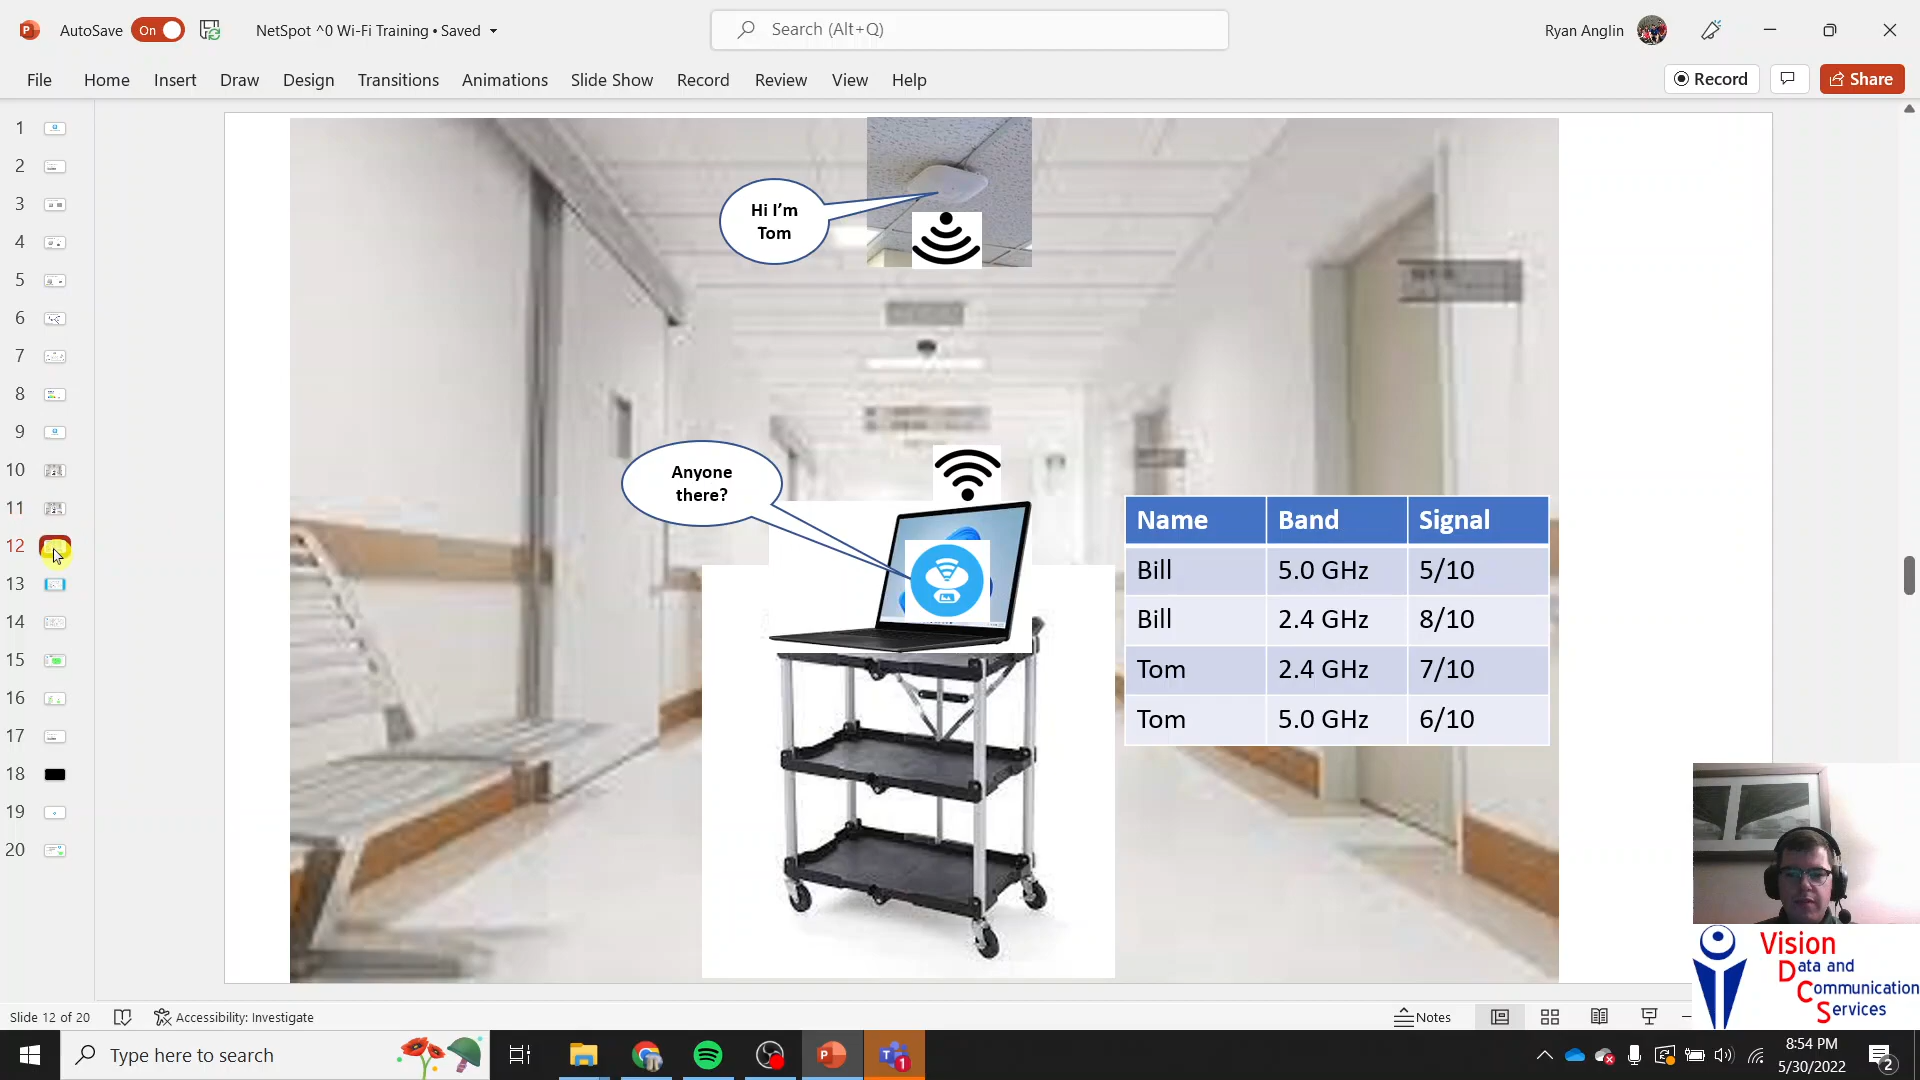 AutoSave On NetSpot ^0 Wi-Fi Training • Saved Search (Alt+Q) Ryan Anglin
File Home Insert Draw Design Transitions Animations Slide Show Record Review View Help Record Share
1
2
3
4
5
6
7
8
9
10
11
12
13
14
15
16
17
18
19
20
Hi I'm
Tom
Anyone
there?
Name Band Signal
Bill 5.0 GHz 5/10
Bill 2.4 GHz 8/10
Tom 2.4 GHz 7/10
Tom 5.0 GHz 6/10
Vision
Data and
Communication
Services
Slide 12 of 20 Accessibility: Investigate Notes
Type here to search
8:54 PM
5/30/2022
1
2